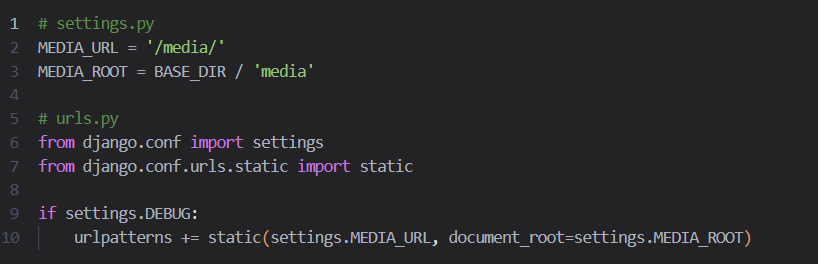 1 # settings.py
2 MEDIA_URL = '/media/'
3 MEDIA_ROOT = BASE_DIR / 'media'
4
5 # urls.py
6 from django.conf import settings
7 from django.conf.urls.static import static
8
9 if settings.DEBUG:
10     urlpatterns += static(settings.MEDIA_URL, document_root=settings.MEDIA_ROOT)